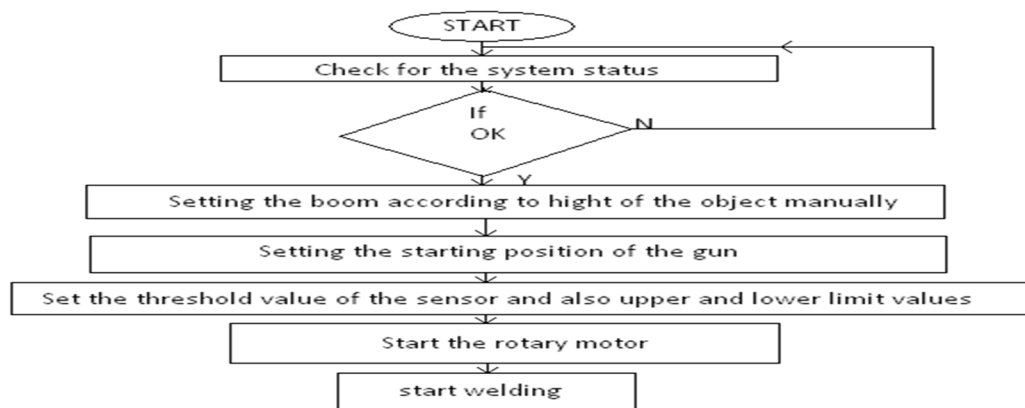 START
Check for the system status
If
OK
N
Y
Setting the boom according to hight of the object manually
Setting the starting position of the gun
Set the threshold value of the sensor and also upper and lower limit values
Start the rotary motor
start welding